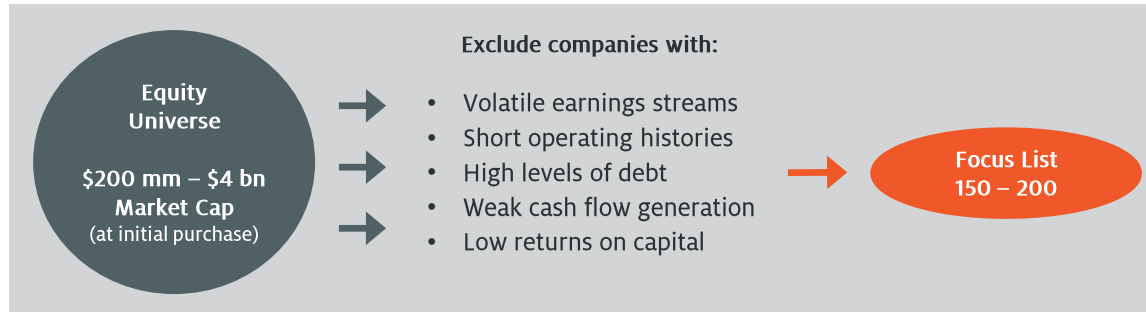 Equity
Universe
$200 mm – $4 bn
Market Cap
(at initial purchase)
Exclude companies with:
• Volatile earnings streams
• Short operating histories
• High levels of debt
• Weak cash flow generation
• Low returns on capital
Focus List
150 – 200